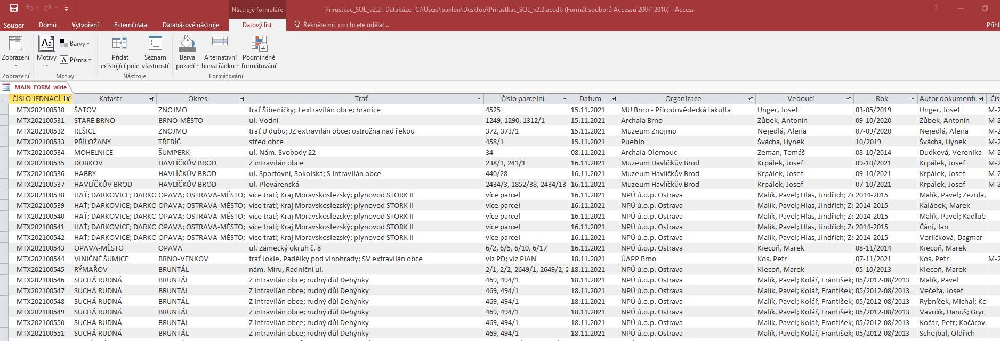 Nástroje formuláře
Prirustkac_SQL_v2.2 : Databáze- C:\Users\pavlon\Desktop\Prirustkac_SQL_v2.2.accdb (Formát souborů Accessu 2007–2016) - Access
?
Soubor Domů Vytvoření Externí data Databázové nástroje Datový list Řekněte mi, co chcete udělat... Přihl
Zobrazení Motivy Barvy Písma Přidat existující pole Seznam vlastností Barva pozadí Alternativní barva řádku Podmíněné formátování
Zobrazení Motivy Nástroje Formátování
MAIN_FORM_wide
ČÍSLO JEDNACÍ Katastr Okres Trať Číslo parcelní Datum Organizace Vedoucí Rok Autor dokumentu Čís
MTX202100530 ŠATOV ZNOJMO trať Šibeničky; J extravilán obce; hranice 4525 15.11.2021 MU Brno - Přírodovědecká fakulta Unger, Josef 03-05/2019 Unger, Josef M-2
MTX202100531 STARÉ BRNO BRNO-MĚSTO ul. Vodní 1249, 1290, 1312/1 15.11.2021 Archaia Brno Zůbek, Antonín 09-10/2020 Zůbek, Antonín M-2
MTX202100532 REŠICE ZNOJMO trať U dubu; JZ extravilán obce; ostrožna nad řekou 372, 373/1 15.11.2021 Muzeum Znojmo Nejedlá, Alena 07-09/2020 Nejedlá, Alena M-2
MTX202100533 PŘÍLOŽANY TŘEBÍČ střed obce 458/1 15.11.2021 Pueblo Švácha, Hynek 10/2019 Švácha, Hynek M-2
MTX202100534 MOHELNICE ŠUMPERK ul. Nám. Svobody 22 34 08.11.2021 Archaia Olomouc Zeman, Tomáš 08-10/2014 Dudková, Veronika M-2
MTX202100535 DOBKOV HAVLÍČKŮV BROD Z intravilán obce 238/1, 241/1 16.11.2021 Muzeum Havlíčkův Brod Krpálek, Josef 09-10/2021 Krpálek, Josef M-2
MTX202100536 HABRY HAVLÍČKŮV BROD ul. Sportovní, Sokolská; S intravilán obce 440/28 16.11.2021 Muzeum Havlíčkův Brod Krpálek, Josef 09-10/2021 Krpálek, Josef M-2
MTX202100537 HAVLÍČKŮV BROD HAVLÍČKŮV BROD ul. Plovárenská 2434/3, 1852/38, 2434/13 16.11.2021 Muzeum Havlíčkův Brod Krpálek, Josef 07-10/2021 Krpálek, Josef M-2
MTX202100538 HAŤ; DARKOVICE; DARKO OPAVA; OSTRAVA-MĚSTO; více tratí; Kraj Moravskoslezský; plynovod STORK II více parcel 16.11.2021 NPÚ ú.o.p. Ostrava Malík, Pavel; Hlas, Jindřich; Ze 2014-2015 Malík, Pavel; Zezula,
MTX202100539 HAŤ; DARKOVICE; DARKO OPAVA; OSTRAVA-MĚSTO; více tratí; Kraj Moravskoslezský; plynovod STORK II více parcel 16.11.2021 NPÚ ú.o.p. Ostrava Malík, Pavel; Hlas, Jindřich; Ze 2014-2015 Kalábek, Marek
MTX202100540 HAŤ; DARKOVICE; DARKO OPAVA; OSTRAVA-MĚSTO; více tratí; Kraj Moravskoslezský; plynovod STORK II více parcel 16.11.2021 NPÚ ú.o.p. Ostrava Malík, Pavel; Hlas, Jindřich; Ze 2014-2015 Malík, Pavel; Kadlub
MTX202100541 HAŤ; DARKOVICE; DARKO OPAVA; OSTRAVA-MĚSTO; více tratí; Kraj Moravskoslezský; plynovod STORK II více parcel 16.11.2021 NPÚ ú.o.p. Ostrava Malík, Pavel; Hlas, Jindřich; Ze 2014-2015 Čáni, Jan
MTX202100542 HAŤ; DARKOVICE; DARKO OPAVA; OSTRAVA-MĚSTO; více tratí; Kraj Moravskoslezský; plynovod STORK II více parcel 16.11.2021 NPÚ ú.o.p. Ostrava Malík, Pavel; Hlas, Jindřich; Ze 2014-2015 Vorlíčková, Dagmar
MTX202100543 OPAVA-MĚSTO OPAVA ul. Zámecký okruh č. 8 6/2, 6/5, 6/10, 6/17 16.11.2021 NPÚ ú.o.p. Ostrava Kiecoň, Marek 08-11/2014 Kiecoň, Marek
MTX202100544 VINIČNÉ ŠUMICE BRNO-VENKOV trať Jokle, Padělky pod vinohrady; SV extravilán obce viz PD; viz PIAN 18.11.2021 ÚAPP Brno Kos, Petr 07-11/2021 Kos, Petr M-2
MTX202100545 RÝMAŘOV BRUNTÁL nám. Míru, Radniční ul. 2/1, 2/2, 2649/1, 2649/2, 2 18.11.2021 NPÚ ú.o.p. Ostrava Kiecoň, Marek 05-10/2013 Kiecoň, Marek
MTX202100546 SUCHÁ RUDNÁ BRUNTÁL Z intravilán obce; rudný důl Dehýnky 469, 494/1 18.11.2021 NPÚ ú.o.p. Ostrava Malík, Pavel; Kolář, František; 05/2012-08/2013 Malík, Pavel
MTX202100547 SUCHÁ RUDNÁ BRUNTÁL Z intravilán obce; rudný důl Dehýnky 469, 494/1 18.11.2021 NPÚ ú.o.p. Ostrava Malík, Pavel; Kolář, František; 05/2012-08/2013 Večeřa, Josef
MTX202100548 SUCHÁ RUDNÁ BRUNTÁL Z intravilán obce; rudný důl Dehýnky 469, 494/1 18.11.2021 NPÚ ú.o.p. Ostrava Malík, Pavel; Kolář, František; 05/2012-08/2013 Rybníček, Michal; Ko
MTX202100549 SUCHÁ RUDNÁ BRUNTÁL Z intravilán obce; rudný důl Dehýnky 469, 494/1 18.11.2021 NPÚ ú.o.p. Ostrava Malík, Pavel; Kolář, František; 05/2012-08/2013 Vavrčík, Hanuš; Gryc
MTX202100550 SUCHÁ RUDNÁ BRUNTÁL Z intravilán obce; rudný důl Dehýnky 469, 494/1 18.11.2021 NPÚ ú.o.p. Ostrava Malík, Pavel; Kolář, František; 05/2012-08/2013 Kočár, Petr; Kočárov
MTX202100551 SUCHÁ RUDNÁ BRUNTÁL Z intravilán obce; rudný důl Dehýnky 469, 494/1 18.11.2021 NPÚ ú.o.p. Ostrava Malík, Pavel; Kolář, František; 05/2012-08/2013 Schejbal, Oldřich